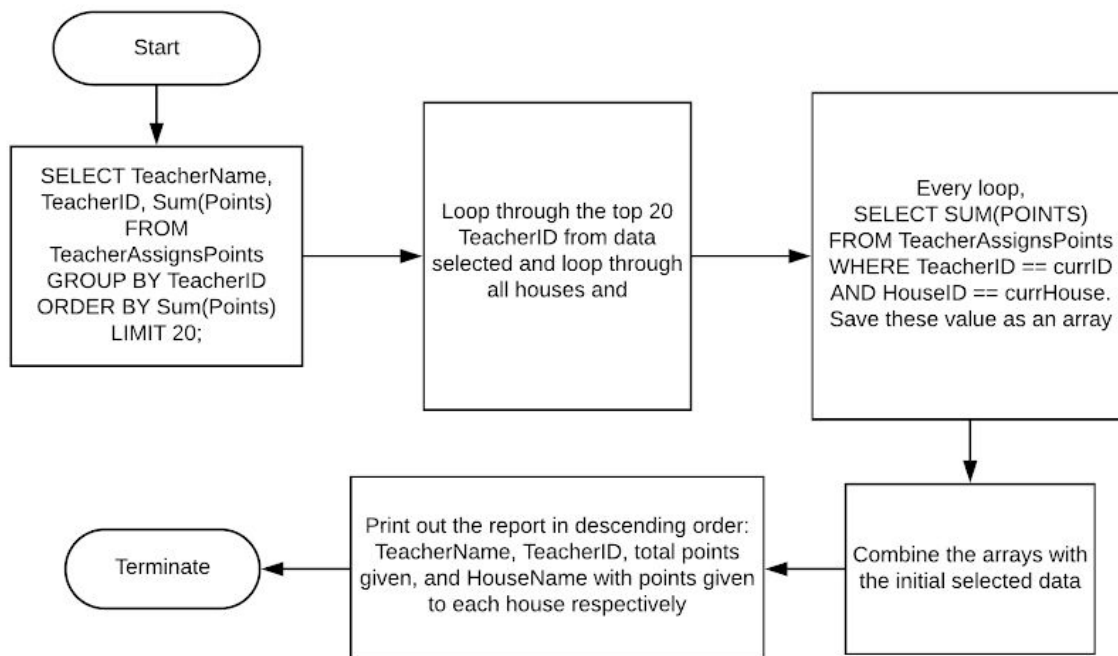 Start
SELECT TeacherName,
TeacherID, Sum(Points)
FROM
TeacherAssignsPoints
GROUP BY TeacherID
ORDER BY Sum(Points)
LIMIT 20;
Loop through the top 20
TeacherID from data
selected and loop through
all houses and
Every loop,
SELECT SUM(POINTS)
FROM TeacherAssignsPoints
WHERE TeacherID == currID
AND HouseID == currHouse.
Save these value as an array
Combine the arrays with
the initial selected data
Print out the report in descending order:
TeacherName, TeacherID, total points
given, and HouseName with points given
to each house respectively
Terminate